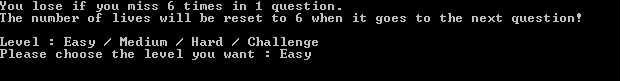 You lose if you miss 6 times in 1 question.
The number of lives will be reset to 6 when it goes to the next question!
Level : Easy / Medium / Hard / Challenge
Please choose the level you want : Easy